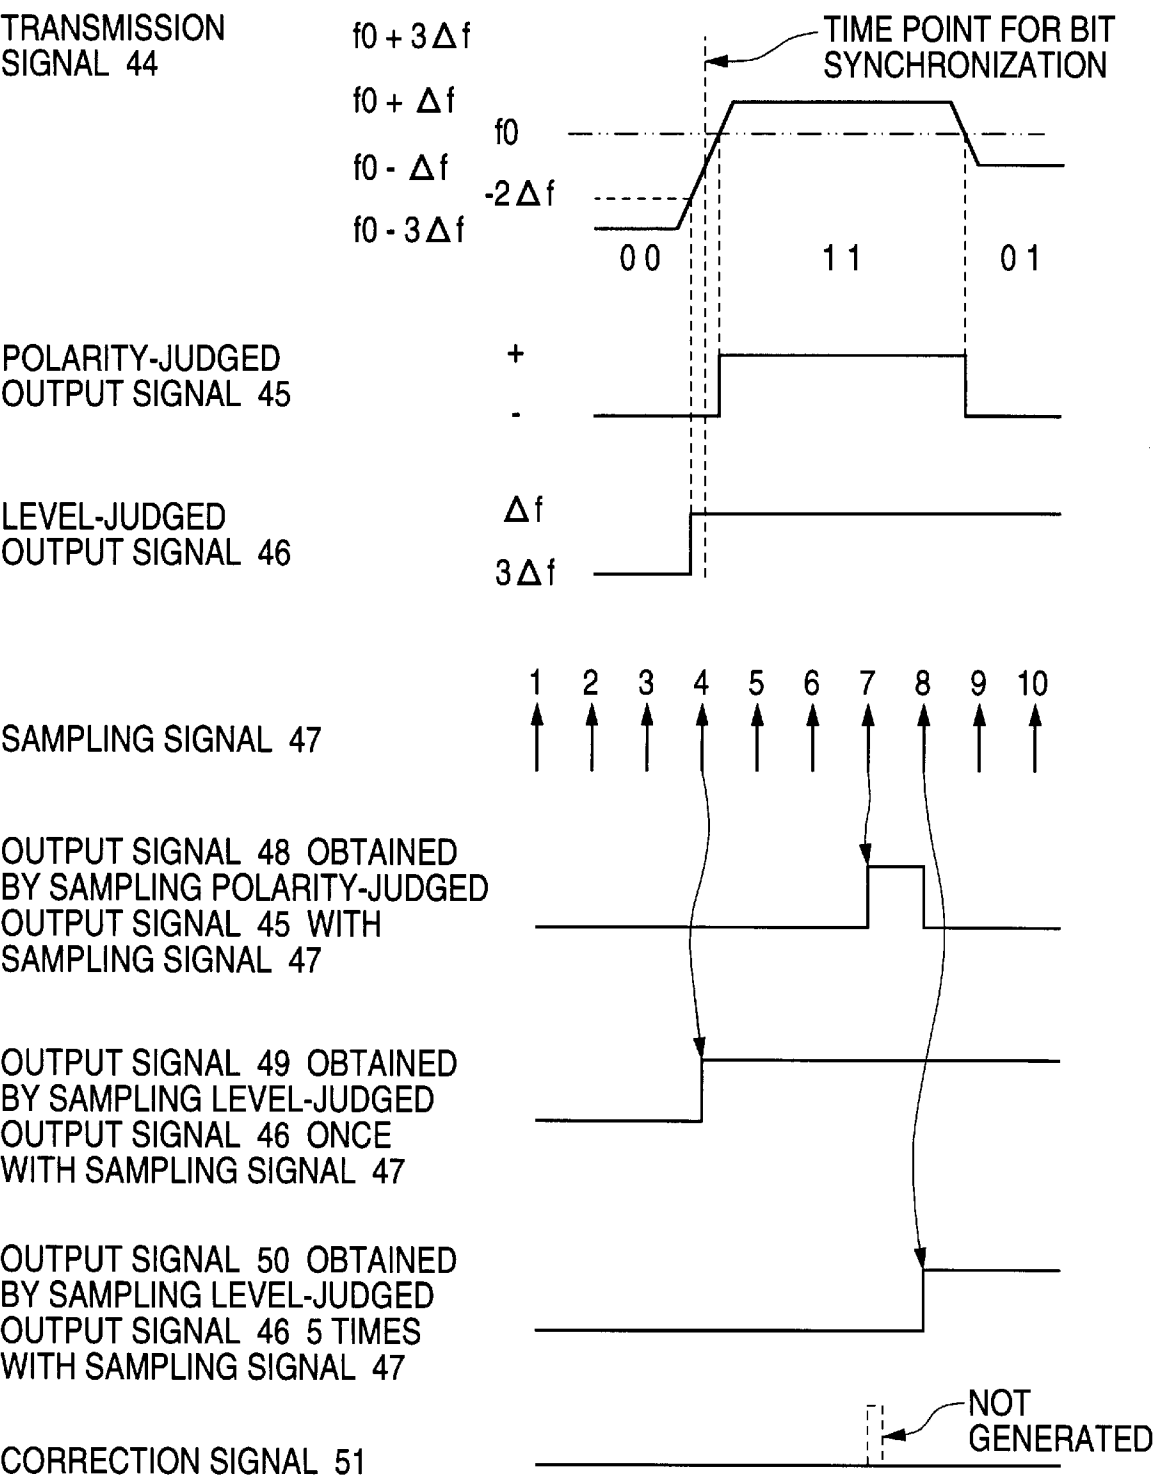 TRANSMISSION
SIGNAL 44
f0 + 3Δf
f0 + Δf
f0 - Δf
f0 - 3Δf
f0
-2Δf
TIME POINT FOR BIT
SYNCHRONIZATION
0 0
1 1
0 1
POLARITY-JUDGED
OUTPUT SIGNAL 45
+
-
LEVEL-JUDGED
OUTPUT SIGNAL 46
Δf
3Δf
1 2 3 4 5 6 7 8 9 10
SAMPLING SIGNAL 47
OUTPUT SIGNAL 48 OBTAINED
BY SAMPLING POLARITY-JUDGED
OUTPUT SIGNAL 45 WITH
SAMPLING SIGNAL 47
OUTPUT SIGNAL 49 OBTAINED
BY SAMPLING LEVEL-JUDGED
OUTPUT SIGNAL 46 ONCE
WITH SAMPLING SIGNAL 47
OUTPUT SIGNAL 50 OBTAINED
BY SAMPLING LEVEL-JUDGED
OUTPUT SIGNAL 46 5 TIMES
WITH SAMPLING SIGNAL 47
NOT
GENERATED
CORRECTION SIGNAL 51